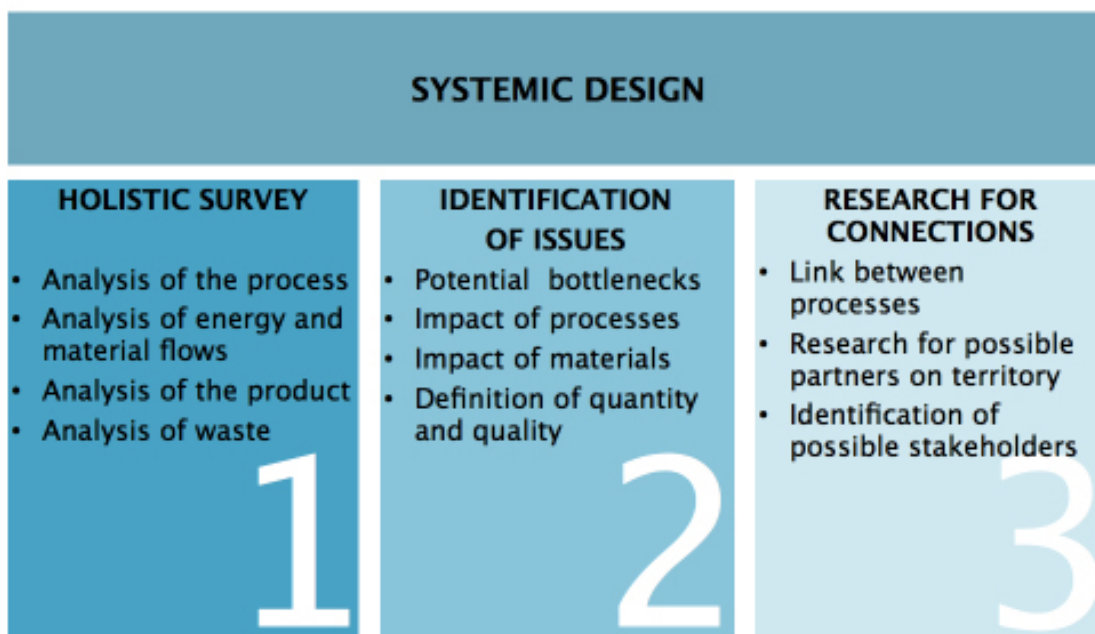 SYSTEMIC DESIGN
HOLISTIC SURVEY
• Analysis of the process
• Analysis of energy and
material flows
• Analysis of the product
• Analysis of waste
1
IDENTIFICATION
OF ISSUES
• Potential bottlenecks
• Impact of processes
• Impact of materials
• Definition of quantity
and quality
2
RESEARCH FOR
CONNECTIONS
• Link between
processes
• Research for possible
partners on territory
• Identification of
possible stakeholders
3